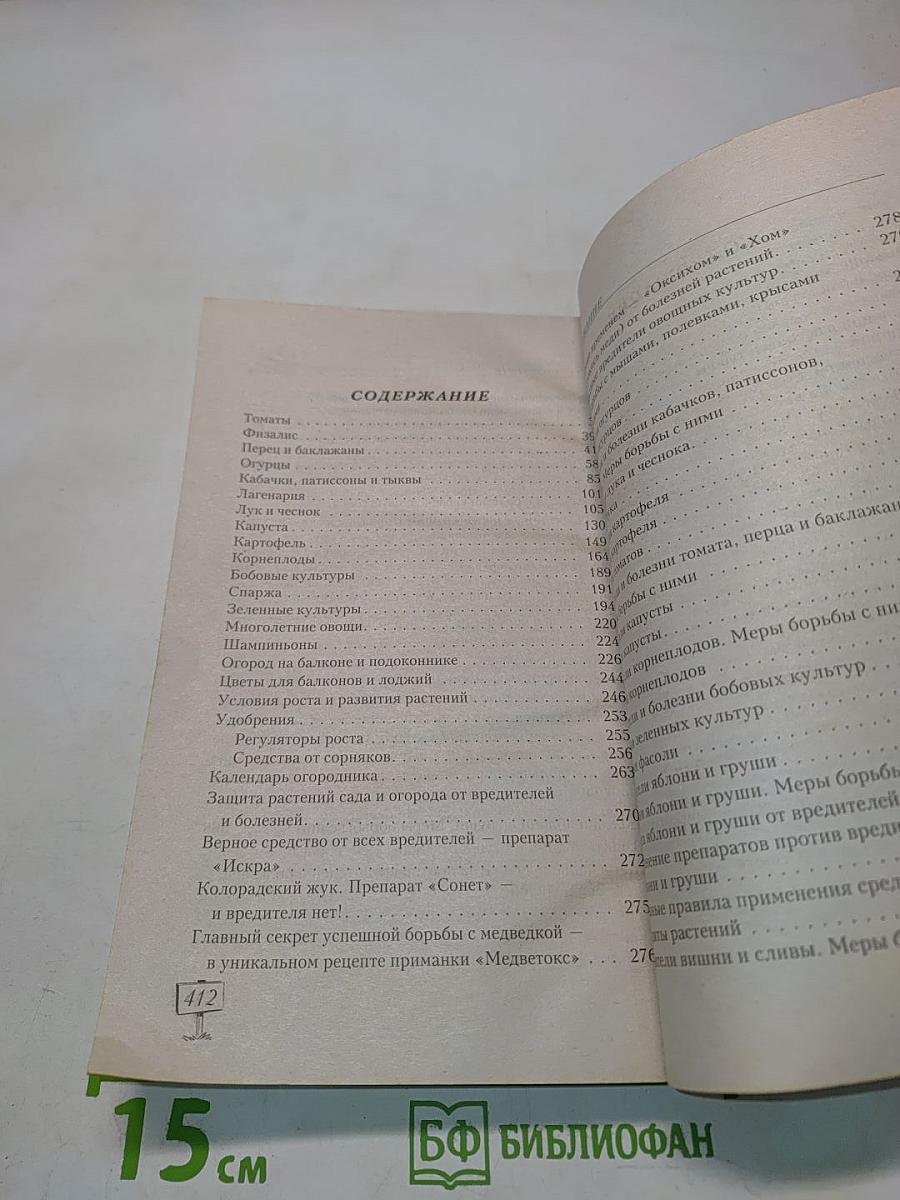 СОДЕРЖАНИЕ
Томаты . . .
Физалис . . . 39
Перец и баклажаны . . . 41
Огурцы . . . 58
Кабачки, патиссоны и тыквы . . . 85
Лагенария . . . 101
Лук и чеснок . . . 105
Капуста . . . 130
Картофель . . . 149
Корнеплоды . . . 164
Бобовые культуры . . . 189
Спаржа . . . 191
Зеленные культуры . . . 194
Многолетние овощи . . . 220
Шампиньоны . . . 224
Огород на балконе и подоконнике . . . 226
Цветы для балконов и лоджий . . . 244
Условия роста и развития растений . . . 246
Удобрения . . . 253
Регуляторы роста . . . 255
Средства от сорняков . . . 256
Календарь огородника . . . 263
Защита растений сада и огорода от вредителей
и болезней . . . 270
Верное средство от всех вредителей — препарат
«Искра» . . . 272
Колорадский жук. Препарат «Сонет» —
и вредителя нет! . . . 275
Главный секрет успешной борьбы с медведкой —
в уникальном рецепте приманки «Медветокс» . . . 276
412
— «Оксихом» и «Хом» 278
от болезней растений . . .
вредители овощных культур . . .
с мышами, полевками, крысами
огурцов
и болезни кабачков, патиссонов,
Меры борьбы с ними
лука и чеснока.
картофеля
картофеля
томатов
и болезни томата, перца и
борьбы с ними
капусты
капусты
корнеплодов. Меры борьбы с
корнеплодов
и болезни бобовых культур
зеленных культур
фасоли
яблони и груши
яблони и груши. Меры борьбы
яблони и груши от вредителей
препаратов против
и груши
правила применения
растений
вишни и сливы. Меры
15 см
БФ БИБЛИОФАН